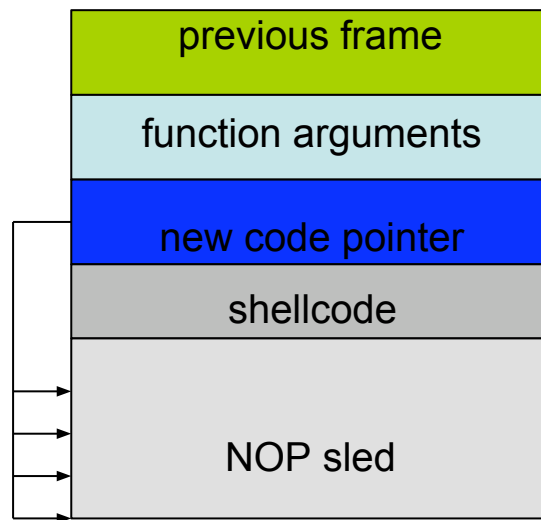 previous frame
function arguments
new code pointer
shellcode
NOP sled